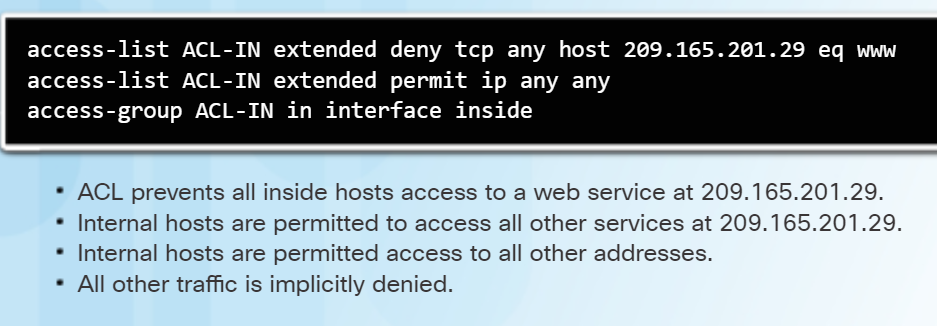 access-list ACL-IN extended deny tcp any host 209.165.201.29 eq www
access-list ACL-IN extended permit ip any any
access-group ACL-IN in interface inside
• ACL prevents all inside hosts access to a web service at 209.165.201.29.
• Internal hosts are permitted to access all other services at 209.165.201.29.
• Internal hosts are permitted access to all other addresses.
• All other traffic is implicitly denied.